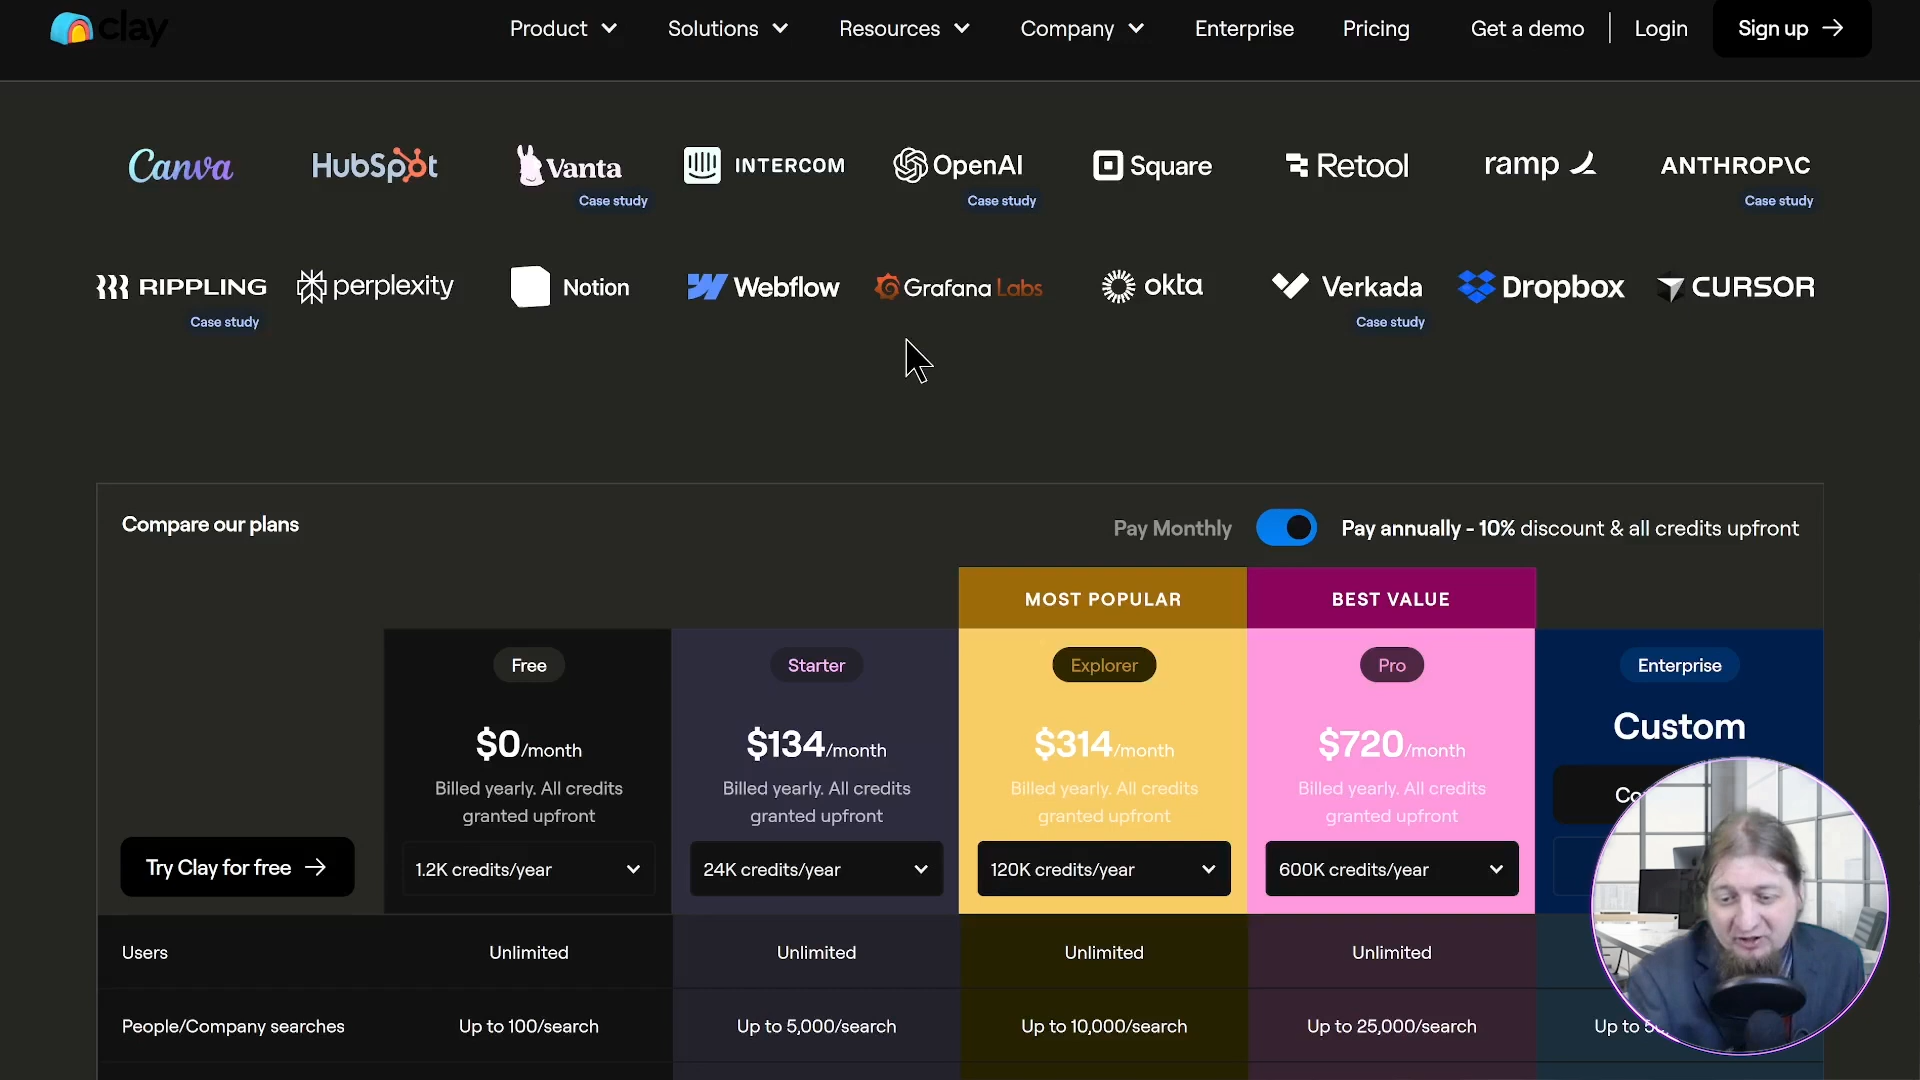 clay
Product Solutions Resources Company Enterprise Pricing Get a demo Login Sign up
Canva HubSpot Vanta INTERCOM OpenAI Square Retool ramp ANTHROP\C
Case study Case study Case study
RIPPLING perplexity Notion Webflow Grafana Labs okta Verkada Dropbox CURSOR
Case study Case study
Compare our plans Pay Monthly Pay annually - 10% discount & all credits upfront
MOST POPULAR BEST VALUE
Free Starter Explorer Pro Enterprise
$0/month $134/month $314/month $720/month Custom
Billed yearly. All credits Billed yearly. All credits Billed yearly. All credits Billed yearly. All credits
granted upfront granted upfront granted upfront granted upfront
Try Clay for free 1.2K credits/year 24K credits/year 120K credits/year 600K credits/year
Users Unlimited Unlimited Unlimited Unlimited
People/Company searches Up to 100/search Up to 5,000/search Up to 10,000/search Up to 25,000/search Up to